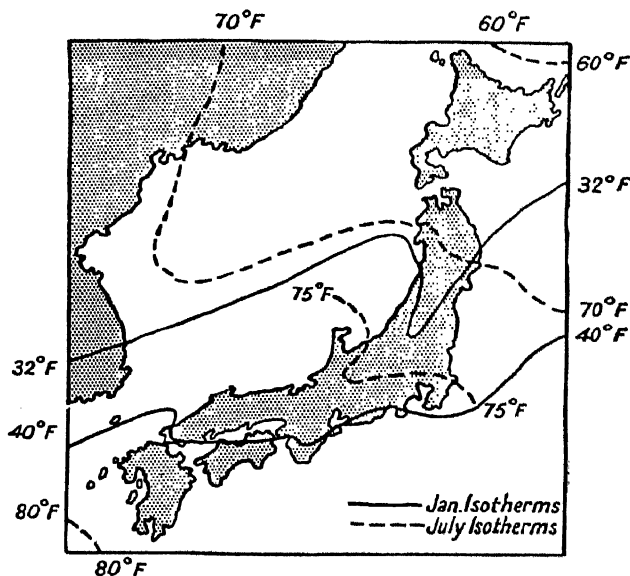 70°F
60°F
60°F
32°F
75°F
70°F
40°F
32°F
75°F
40°F
80°F
Jan. Isotherms
July Isotherms
80°F